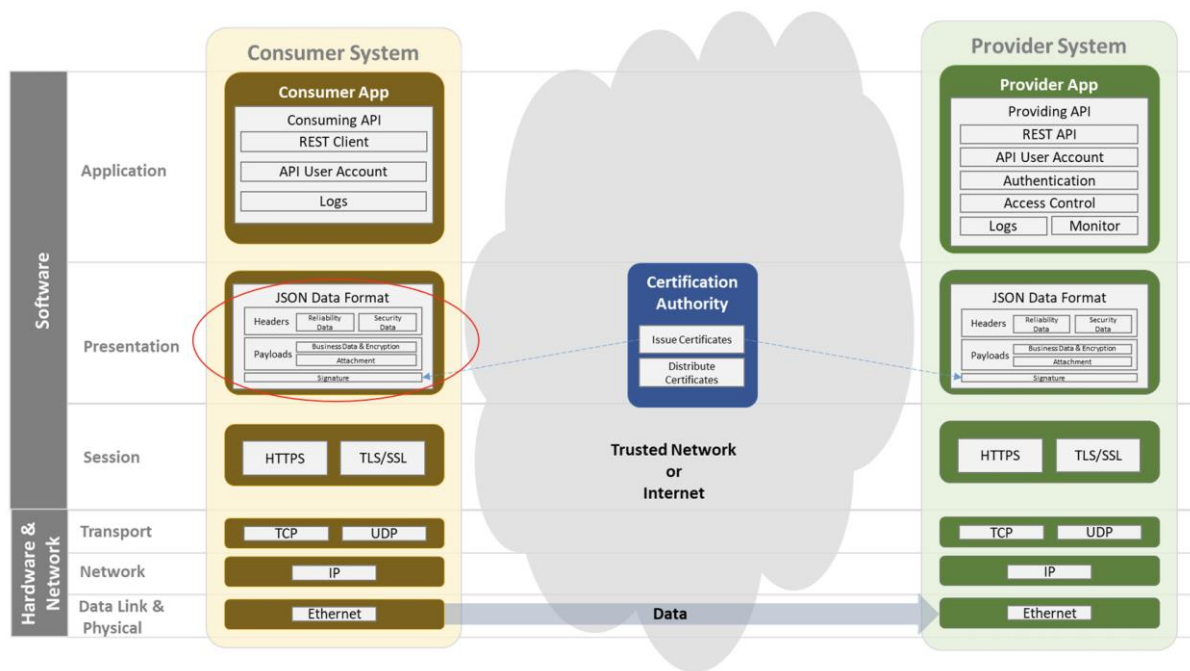 Consumer System
Provider System
Software
Hardware &
Network
Application
Presentation
Session
Transport
Network
Data Link &
Physical
Consumer App
Consuming API
REST Client
API User Account
Logs
JSON Data Format
Headers
Reliability
Data
Security
Data
Payloads
Business Data & Encryption
Attachment
Signature
HTTPS
TLS/SSL
TCP
UDP
IP
Ethernet
Certification
Authority
Issue Certificates
Distribute
Certificates
Trusted Network
or
Internet
Data
Provider App
Providing API
REST API
API User Account
Authentication
Access Control
Logs
Monitor
JSON Data Format
Headers
Reliability
Data
Security
Data
Payloads
Business Data & Encryption
Attachment
Signature
HTTPS
TLS/SSL
TCP
UDP
IP
Ethernet